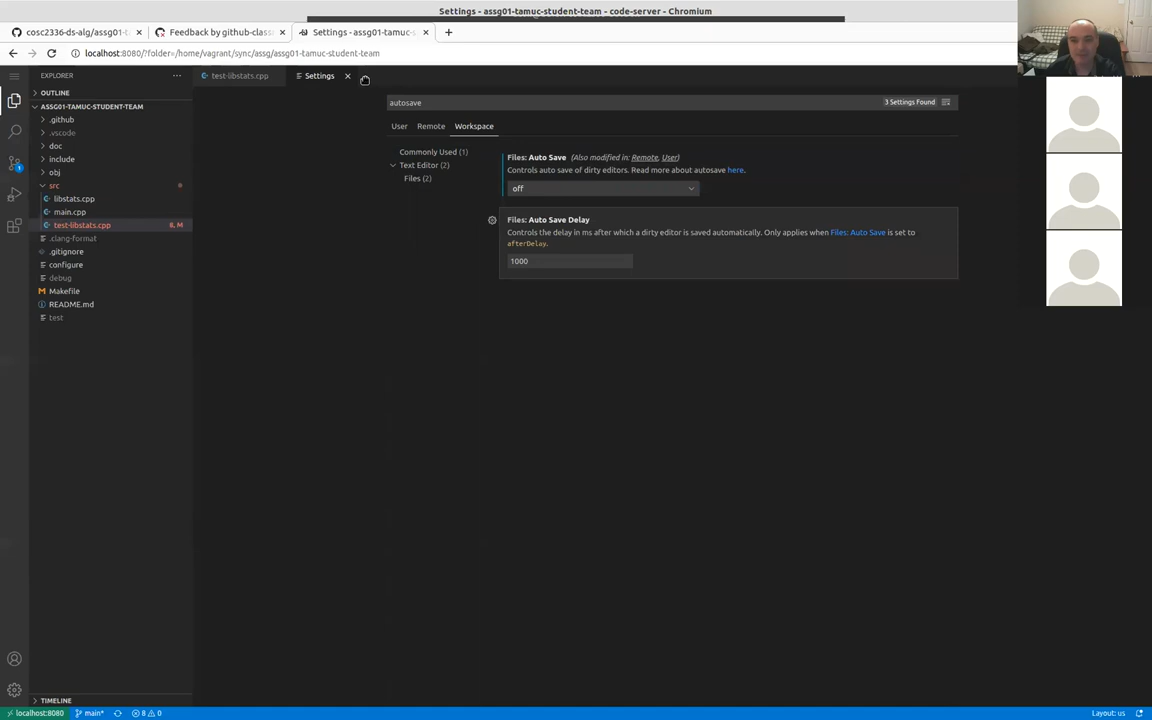 Settings - assg01-tamuc-student-team - code-server - Chromium
cosc2336-ds-alg/assg01-t
Feedback by github-class
Settings - assg01-tamuc-
localhost:8080/?folder=/home/vagrant/sync/assg/assg01-tamuc-student-team
EXPLORER
test-libstats.cpp
Settings
OUTLINE
ASSG01-TAMUC-STUDENT-TEAM
.github
.vscode
doc
include
obj
src
libstats.cpp
main.cpp
test-libstats.cpp
8, M
.clang-format
.gitignore
configure
debug
Makefile
README.md
test
TIMELINE
autosave
3 Settings Found
User
Remote
Workspace
Commonly Used (1)
Text Editor (2)
Files (2)
Files: Auto Save (Also modified in: Remote, User)
Controls auto save of dirty editors. Read more about autosave here.
off
Files: Auto Save Delay
Controls the delay in ms after which a dirty editor is saved automatically. Only applies when Files: Auto Save is set to
afterDelay.
1000
localhost:8080
main*
8 0
Layout: us
1